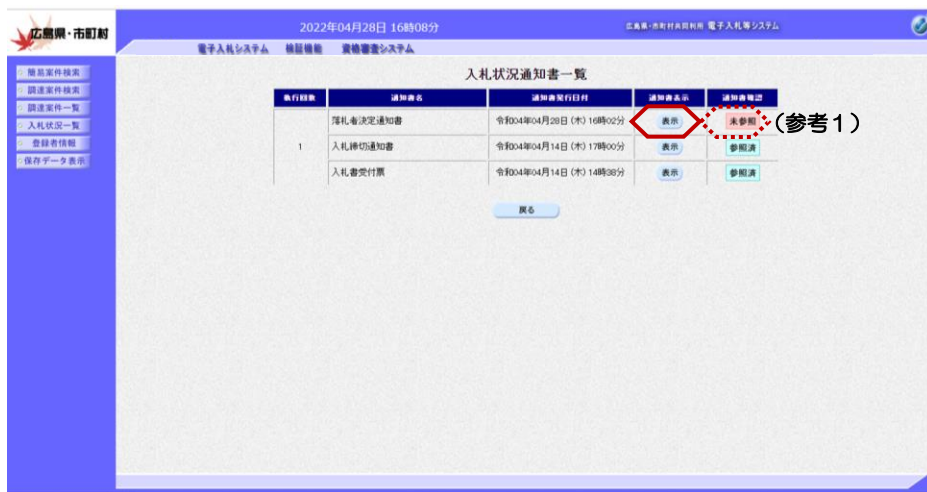 広島県・市町村
2022年04月28日 16時08分
広島県・市町村共同利用 電子入札等システム
電子入札システム 検証機能 資格審査システム
簡易案件検索
調達案件検索
調達案件一覧
入札状況一覧
登録者情報
保存データ表示
入札状況通知書一覧
執行回数 通知書名 通知書発行日付 通知書表示 通知書確認
落札者決定通知書 令和04年04月28日 (木) 16時02分 表示 未参照 (参考1)
1 入札締切通知書 令和04年04月14日 (木) 17時00分 表示 参照済
入札書受付票 令和04年04月14日 (木) 14時38分 表示 参照済
戻る